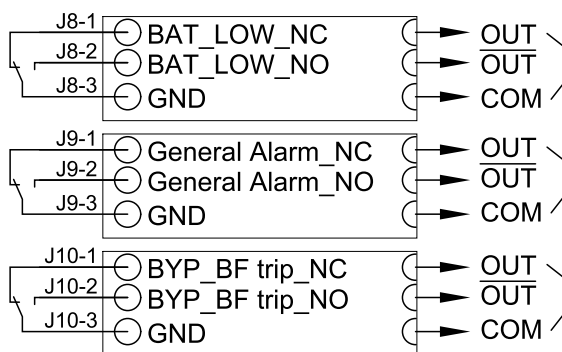 J8-1 BAT_LOW_NC OUT
J8-2 BAT_LOW_NO OUT
J8-3 GND COM
J9-1 General Alarm_NC OUT
J9-2 General Alarm_NO OUT
J9-3 GND COM
J10-1 BYP_BF trip_NC OUT
J10-2 BYP_BF trip_NO OUT
J10-3 GND COM